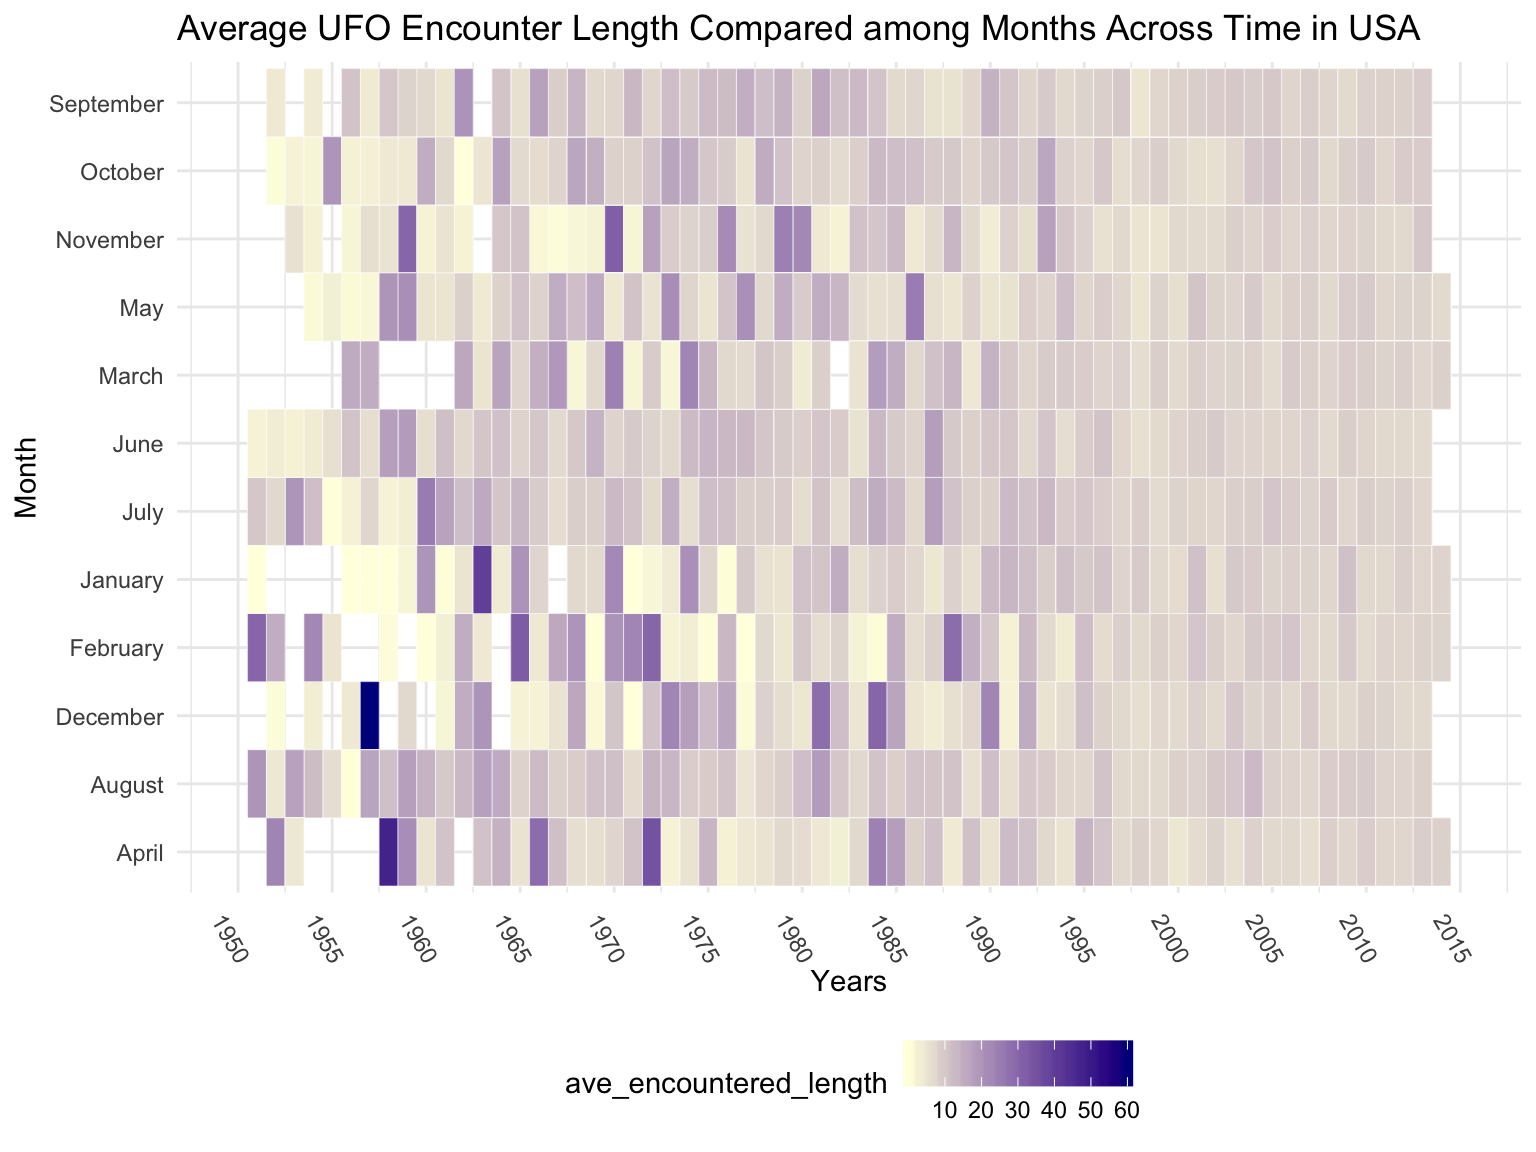 Average UFO Encounter Length Compared among Months Across Time in USA
September
October
November
May
March
June
July
January
February
December
August
April
Month
1950 1955 1960 1965 1970 1975 1980 1985 1990 1995 2000 2005 2010 2015
Years
ave_encountered_length
10 20 30 40 50 60